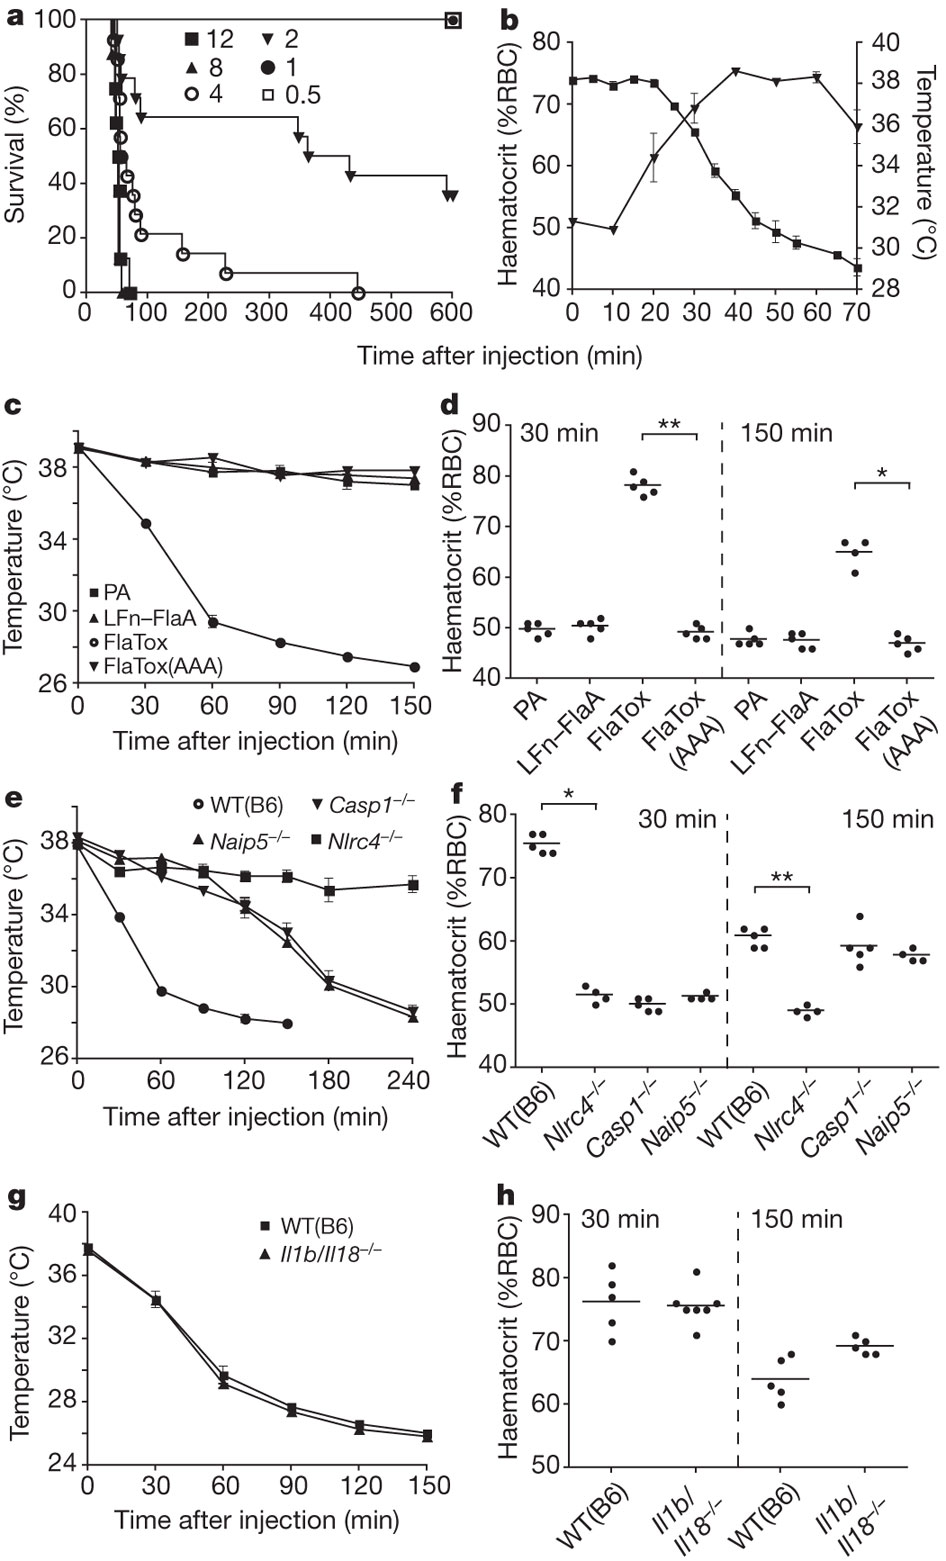 a
Survival (%)
100
80
60
40
20
0
12
2
8
1
4
0.5
0 100 200 300 400 500 600
b
Haematocrit (%RBC)
80
70
60
50
40
Temperature (°C)
40
38
36
34
32
30
28
0 10 20 30 40 50 60 70
Time after injection (min)
c
Temperature (°C)
38
34
30
26
PA
LFn–FlaA
FlaTox
FlaTox(AAA)
0 30 60 90 120 150
Time after injection (min)
d
Haematocrit (%RBC)
90
80
70
60
50
40
30 min
**
150 min
*
PA
LFn–FlaA
FlaTox
FlaTox (AAA)
PA
LFn–FlaA
FlaTox
FlaTox (AAA)
e
Temperature (°C)
38
34
30
26
WT(B6)
Casp1–/–
Naip5–/–
Nlrc4–/–
0 60 120 180 240
Time after injection (min)
f
Haematocrit (%RBC)
80
70
60
50
40
*
30 min
150 min
**
WT(B6)
Nlrc4–/–
Casp1–/–
Naip5–/–
WT(B6)
Nlrc4–/–
Casp1–/–
Naip5–/–
g
Temperature (°C)
40
36
32
28
24
WT(B6)
Il1b/Il18–/–
0 30 60 90 120 150
Time after injection (min)
h
Haematocrit (%RBC)
90
80
70
60
50
30 min
150 min
WT(B6)
Il1b/
Il18–/–
WT(B6)
Il1b/
Il18–/–